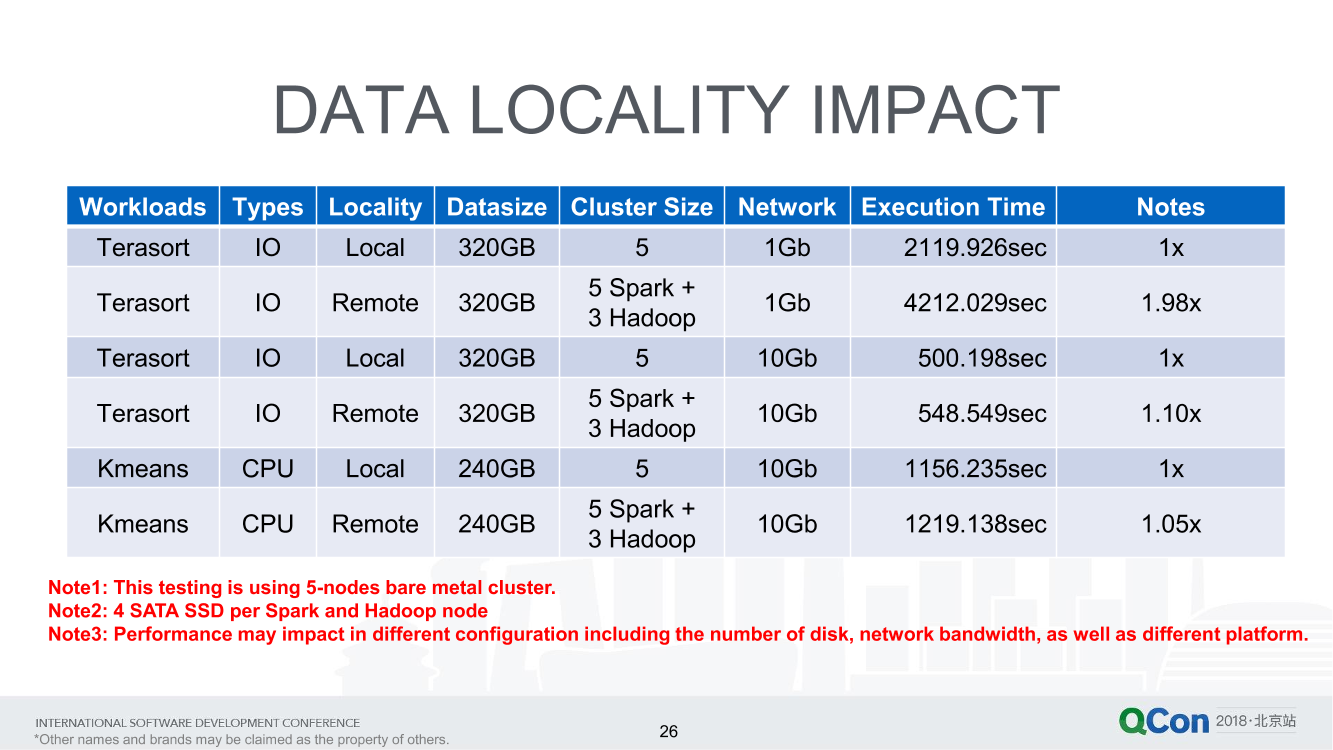 DATA LOCALITY IMPACT
Workloads Types Locality Datasize Cluster Size Network Execution Time Notes
Terasort IO Local 320GB 5 1Gb 2119.926sec 1x
Terasort IO Remote 320GB 5 Spark + 3 Hadoop 1Gb 4212.029sec 1.98x
Terasort IO Local 320GB 5 10Gb 500.198sec 1x
Terasort IO Remote 320GB 5 Spark + 3 Hadoop 10Gb 548.549sec 1.10x
Kmeans CPU Local 240GB 5 10Gb 1156.235sec 1x
Kmeans CPU Remote 240GB 5 Spark + 3 Hadoop 10Gb 1219.138sec 1.05x
Note1: This testing is using 5-nodes bare metal cluster.
Note2: 4 SATA SSD per Spark and Hadoop node
Note3: Performance may impact in different configuration including the number of disk, network bandwidth, as well as different platform.
INTERNATIONAL SOFTWARE DEVELOPMENT CONFERENCE
*Other names and brands may be claimed as the property of others.
26
QCon 2018·北京站